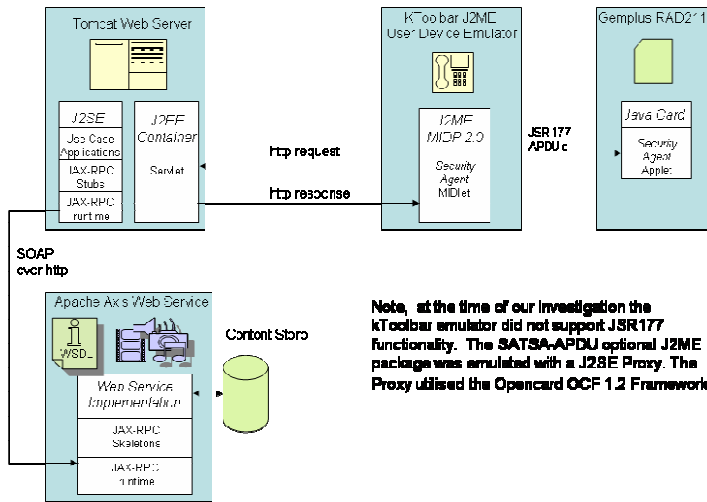 Tomcat Web Server
J2SE
Use Case
Applications
JAX-RPC
Stubs
JAX-RPC
runtime
J2EE
Container
Servlet
http request
http response
KToolbar J2ME
User Device Emulator
J2ME
MIDP 2.0
Security
Agent
MIDlet
JSR177
APDUs
Gemplus RAD211
Java Card
Security
Agent
Applet
SOAP
over http
Apache Axis Web Service
WSDL
Web Service
Implementation
JAX-RPC
Skeletons
JAX-RPC
runtime
Content Store
Note, at the time of our investigation the
kToolbar emulator did not support JSR177
functionality. The SATSA-APDU optional J2ME
package was emulated with a J2SE Proxy. The
Proxy utilised the Opencard OCF 1.2 Framework